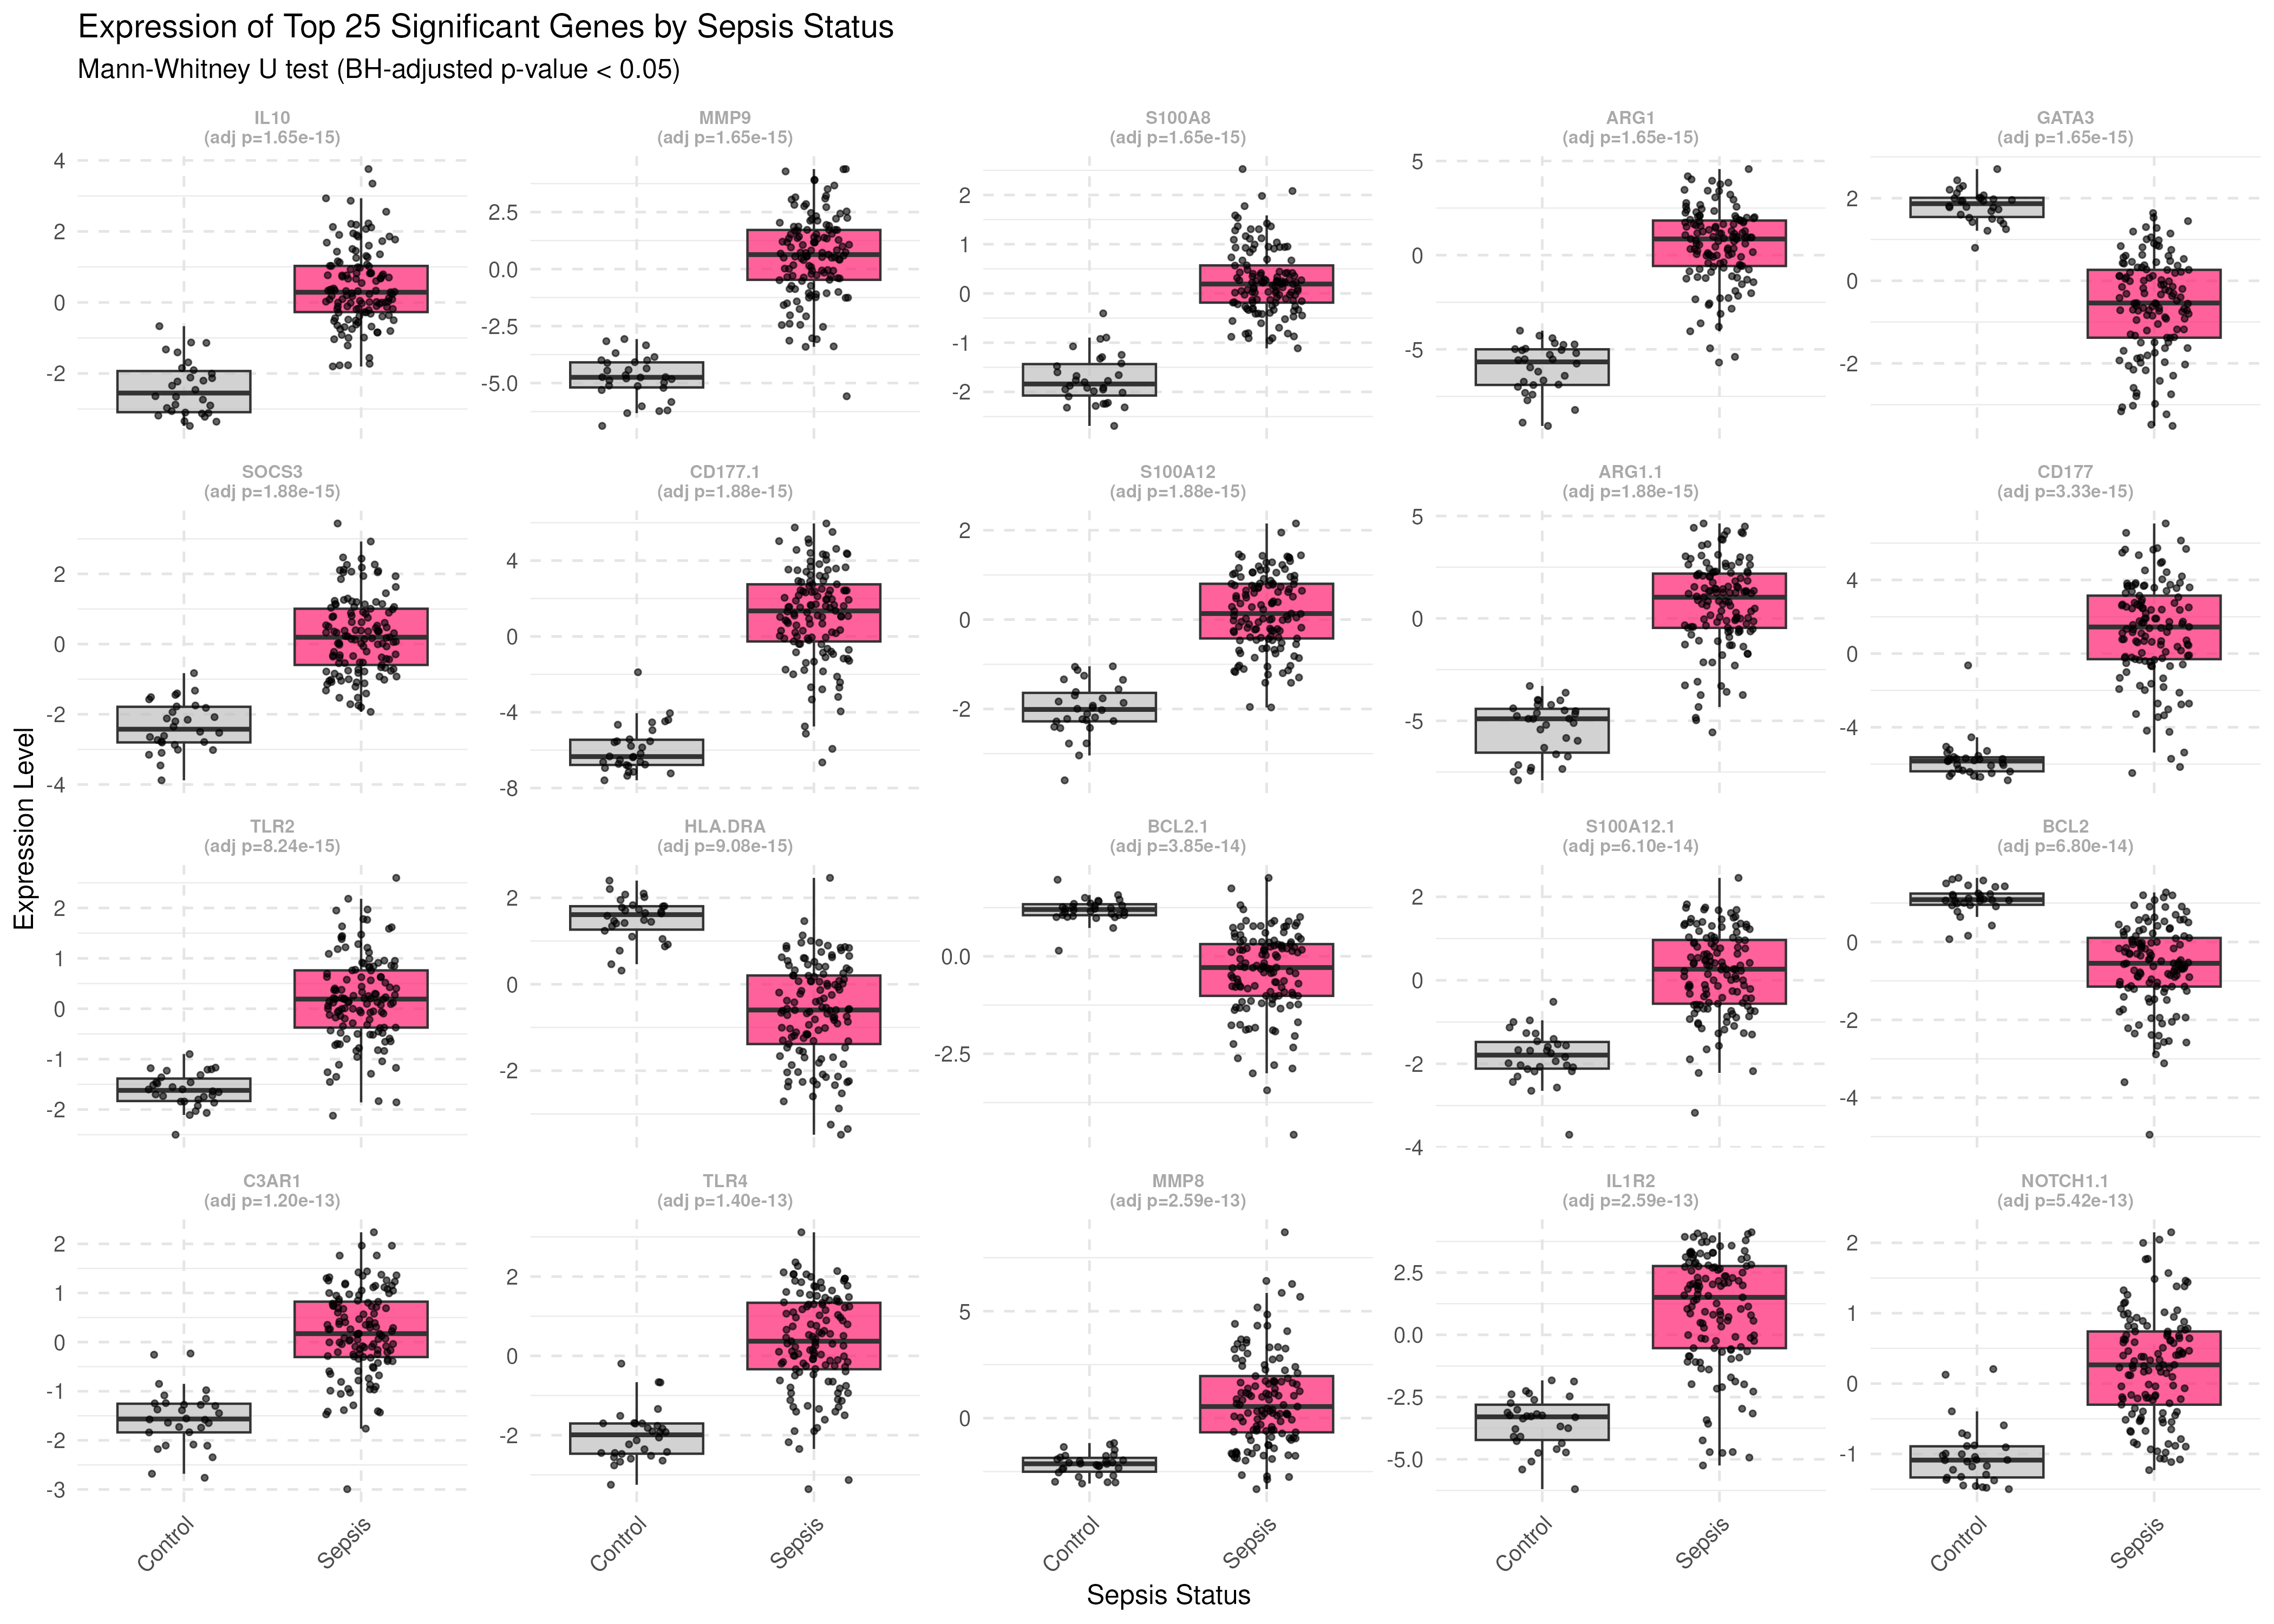 Expression of Top 25 Significant Genes by Sepsis Status
Mann-Whitney U test (BH-adjusted p-value < 0.05)
IL10
(adj p=1.65e-15)
MMP9
(adj p=1.65e-15)
S100A8
(adj p=1.65e-15)
ARG1
(adj p=1.65e-15)
GATA3
(adj p=1.65e-15)
4
2
0
-2
2.5
0.0
-2.5
-5.0
2
1
0
-1
-2
5
0
-5
2
0
-2
SOCS3
(adj p=1.88e-15)
CD177.1
(adj p=1.88e-15)
S100A12
(adj p=1.88e-15)
ARG1.1
(adj p=1.88e-15)
CD177
(adj p=3.33e-15)
2
0
-2
-4
4
0
-4
-8
2
0
-2
5
0
-5
4
0
-4
Expression Level
TLR2
(adj p=8.24e-15)
HLA.DRA
(adj p=9.08e-15)
BCL2.1
(adj p=3.85e-14)
S100A12.1
(adj p=6.10e-14)
BCL2
(adj p=6.80e-14)
2
1
0
-1
-2
2
0
-2
0.0
-2.5
2
0
-2
-4
2
0
-2
-4
C3AR1
(adj p=1.20e-13)
TLR4
(adj p=1.40e-13)
MMP8
(adj p=2.59e-13)
IL1R2
(adj p=2.59e-13)
NOTCH1.1
(adj p=5.42e-13)
2
1
0
-1
-2
-3
2
0
-2
5
0
2.5
0.0
-2.5
-5.0
2
1
0
-1
Control
Sepsis
Control
Sepsis
Control
Sepsis
Control
Sepsis
Control
Sepsis
Sepsis Status